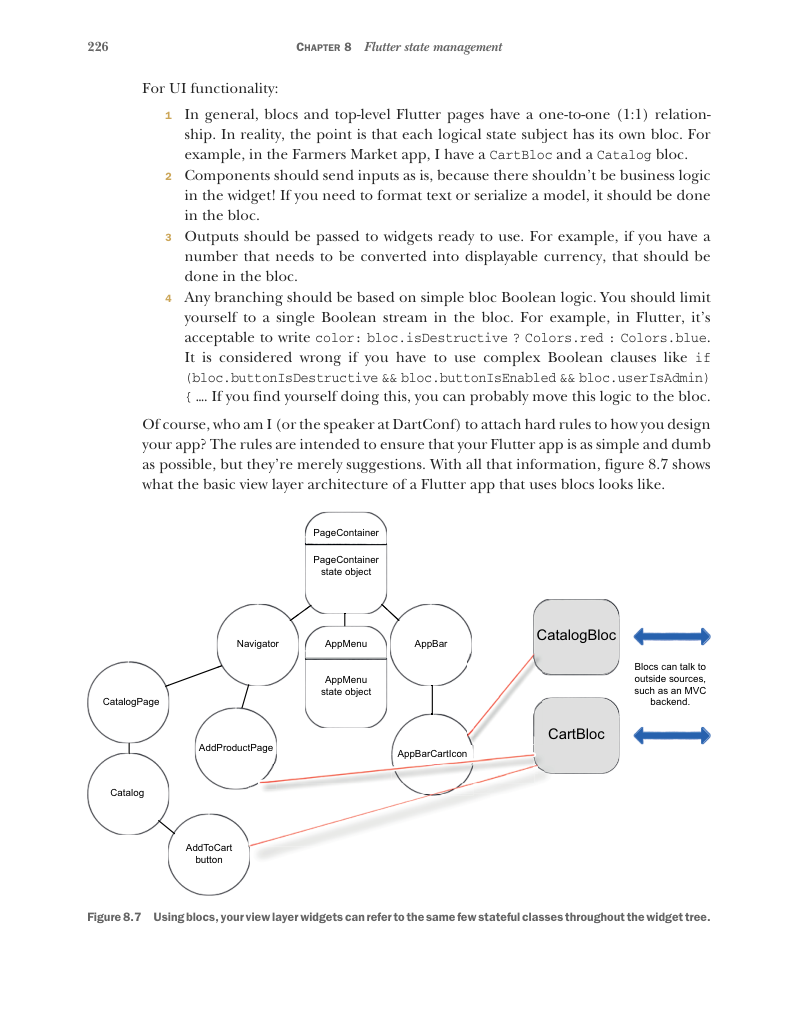 226
CHAPTER 8 Flutter state management
For UI functionality:
1 In general, blocs and top-level Flutter pages have a one-to-one (1:1) relation-
ship. In reality, the point is that each logical state subject has its own bloc. For
example, in the Farmers Market app, I have a CartBloc and a Catalog bloc.
2 Components should send inputs as is, because there shouldn't be business logic
in the widget! If you need to format text or serialize a model, it should be done
in the bloc.
3 Outputs should be passed to widgets ready to use. For example, if you have a
number that needs to be converted into displayable currency, that should be
done in the bloc.
4 Any branching should be based on simple bloc Boolean logic. You should limit
yourself to a single Boolean stream in the bloc. For example, in Flutter, it's
acceptable to write color: bloc.isDestructive ? Colors.red : Colors.blue.
It is considered wrong if you have to use complex Boolean clauses like if
(bloc.buttonIsDestructive && bloc.buttonIsEnabled && bloc.userIsAdmin)
{ .... If you find yourself doing this, you can probably move this logic to the bloc.
Of course, who am I (or the speaker at DartConf) to attach hard rules to how you design
your app? The rules are intended to ensure that your Flutter app is as simple and dumb
as possible, but they're merely suggestions. With all that information, figure 8.7 shows
what the basic view layer architecture of a Flutter app that uses blocs looks like.
PageContainer
PageContainer
state object
Navigator
AppMenu
AppBar
AppMenu
state object
CatalogBloc
Blocs can talk to
outside sources,
such as an MVC
backend.
CatalogPage
AddProductPage
AppBarCartIcon
CartBloc
Catalog
AddToCart
button
Figure 8.7 Using blocs, your view layer widgets can refer to the same few stateful classes throughout the widget tree.